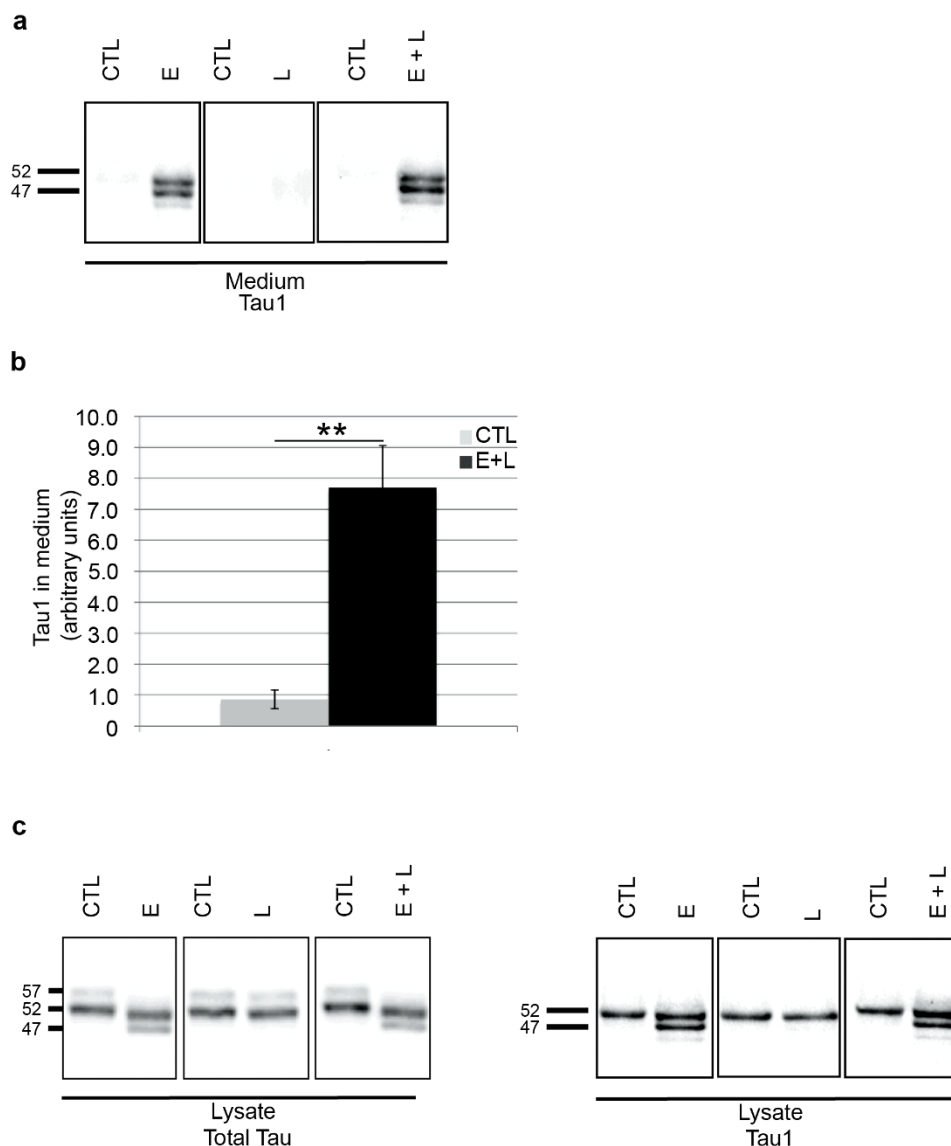 a
CTL E CTL L CTL E + L
52
47
Medium
Tau1
b
10.0
9.0
8.0
7.0
6.0
5.0
4.0
3.0
2.0
1.0
0
Tau1 in medium
(arbitrary units)
**
CTL
E+L
c
CTL E CTL L CTL E + L
57
52
47
Lysate
Total Tau
CTL E CTL L CTL E + L
52
47
Lysate
Tau1